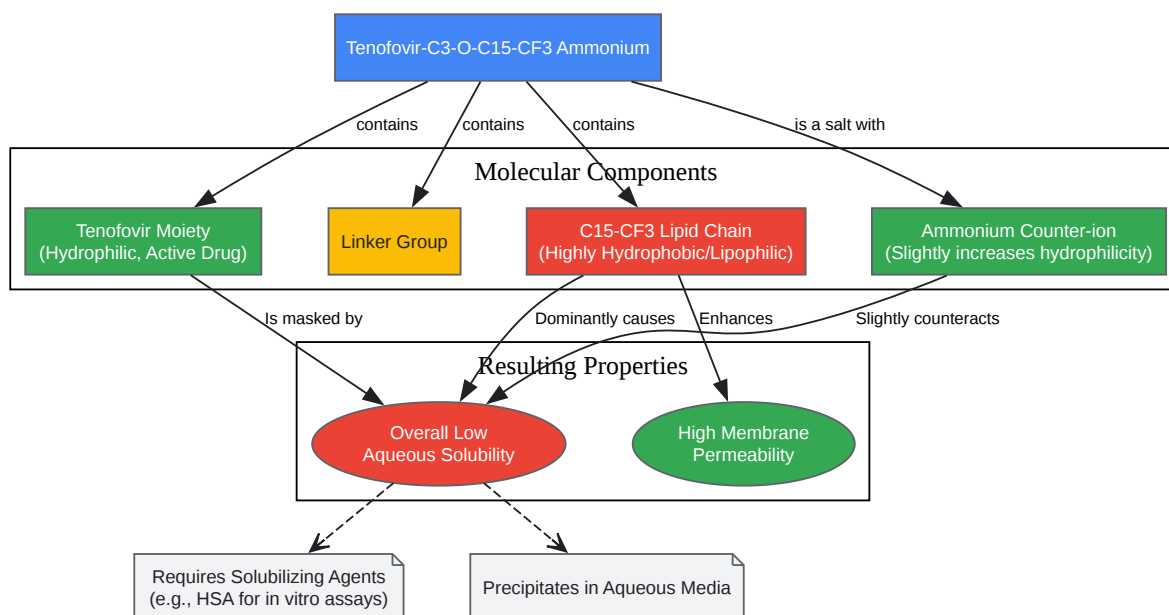 Tenofovir-C3-O-C15-CF3 Ammonium
contains
contains
contains
is a salt with
Molecular Components
Tenofovir Moiety
(Hydrophilic, Active Drug)
Linker Group
C15-CF3 Lipid Chain
(Highly Hydrophobic/Lipophilic)
Ammonium Counter-ion
(Slightly increases hydrophilicity)
Is masked by
Dominantly causes
Enhances
Slightly counteracts
Resulting Properties
Overall Low
Aqueous Solubility
High Membrane
Permeability
Requires Solubilizing Agents
(e.g., HSA for in vitro assays)
Precipitates in Aqueous Media